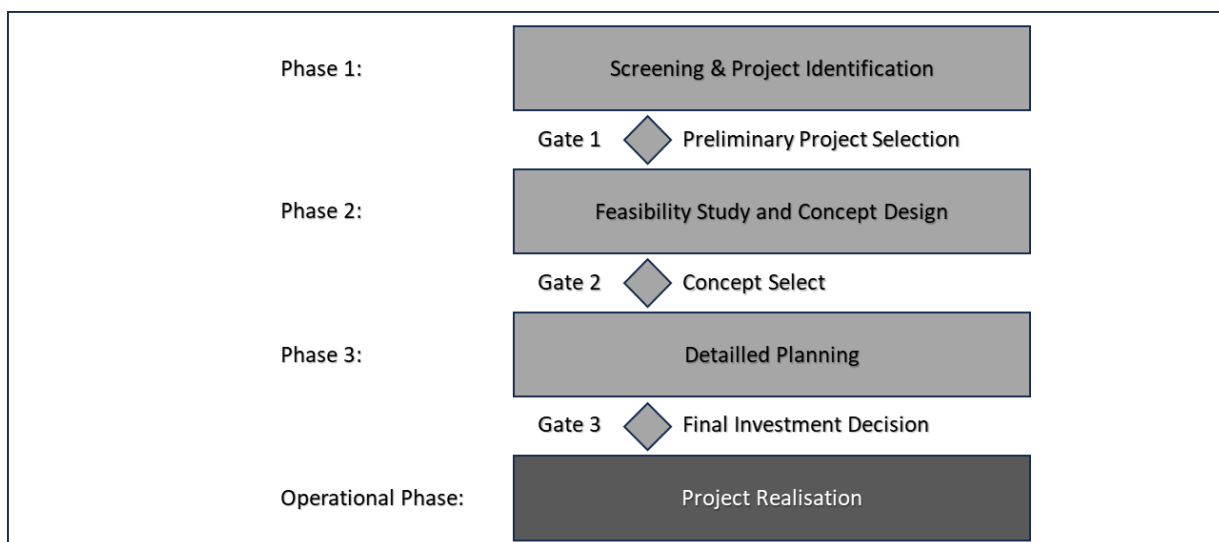 Phase 1: Screening & Project Identification
Gate 1 Preliminary Project Selection
Phase 2: Feasibility Study and Concept Design
Gate 2 Concept Select
Phase 3: Detailled Planning
Gate 3 Final Investment Decision
Operational Phase: Project Realisation